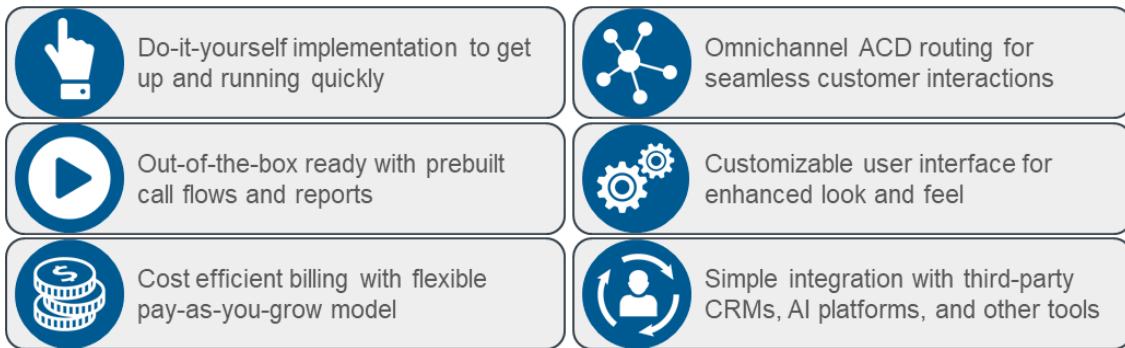 Do-it-yourself implementation to get
up and running quickly
Omnichannel ACD routing for
seamless customer interactions
Out-of-the-box ready with prebuilt
call flows and reports
Customizable user interface for
enhanced look and feel
Cost efficient billing with flexible
pay-as-you-grow model
Simple integration with third-party
CRMs, AI platforms, and other tools